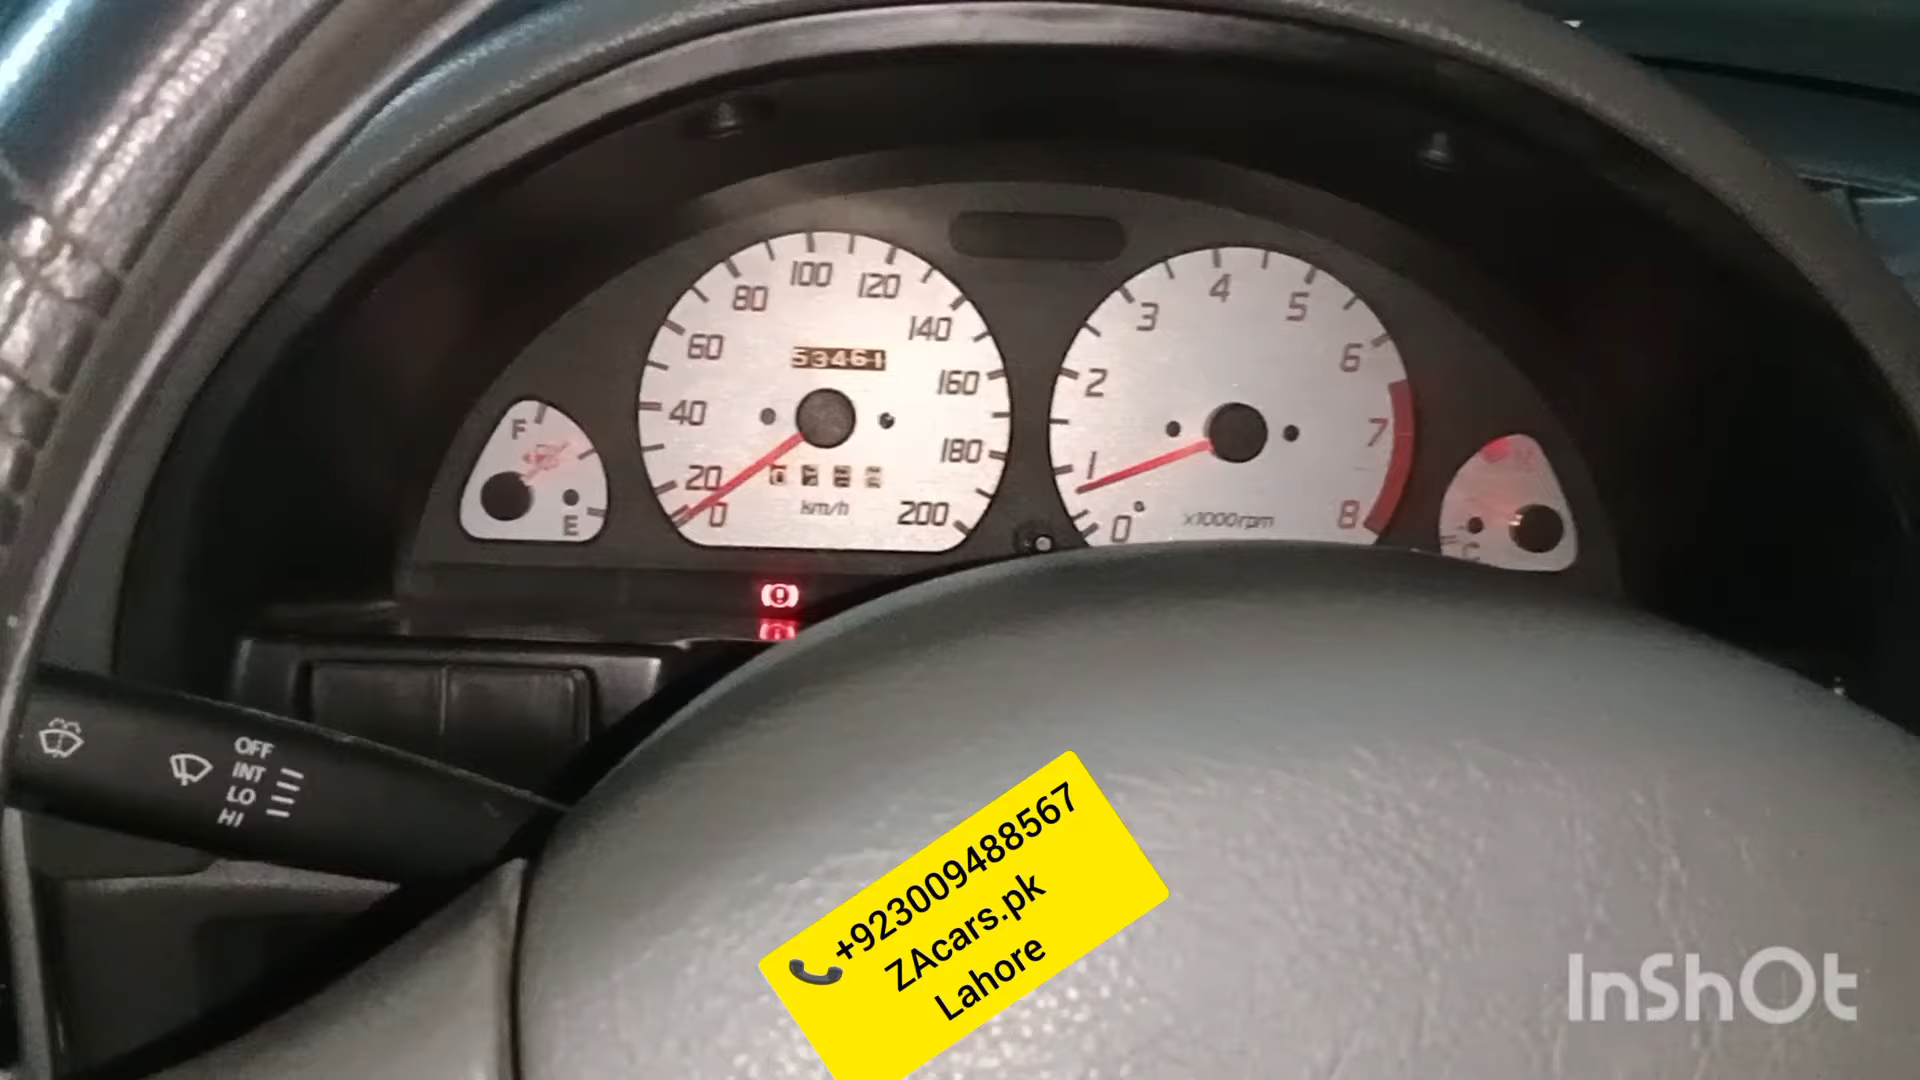 100
80
120
60
140
53461
160
40
180
20
0
200
km/h
F
E
4
3
5
2
6
1
7
0
8
x1000rpm
C
OFF
INT
LO
HI
+923009488567
ZAcars.pk
Lahore
InShOt